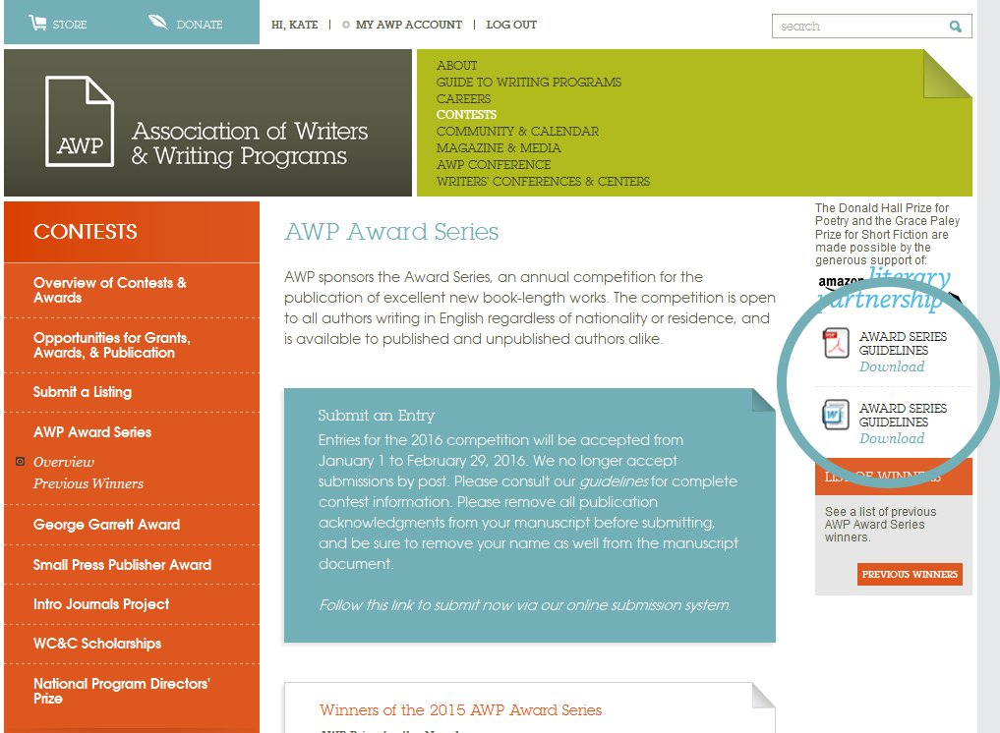 STORE
DONATE
HI, KATE | MY AWP ACCOUNT | LOG OUT
search
AWP
Association of Writers
& Writing Programs
ABOUT
GUIDE TO WRITING PROGRAMS
CAREERS
CONTESTS
COMMUNITY & CALENDAR
MAGAZINE & MEDIA
AWP CONFERENCE
WRITERS' CONFERENCES & CENTERS
CONTESTS
Overview of Contests &
Awards
Opportunities for Grants,
Awards, & Publication
Submit a Listing
AWP Award Series
Overview
Previous Winners
George Garrett Award
Small Press Publisher Award
Intro Journals Project
WC&C Scholarships
National Program Directors'
Prize
AWP Award Series
AWP sponsors the Award Series, an annual competition for the
publication of excellent new book-length works. The competition is open
to all authors writing in English regardless of nationality or residence, and
is available to published and unpublished authors alike.
Submit an Entry
Entries for the 2016 competition will be accepted from
January 1 to February 29, 2016. We no longer accept
submissions by post. Please consult our guidelines for complete
contest information. Please remove all publication
acknowledgments from your manuscript before submitting,
and be sure to remove your name as well from the manuscript
document.
Follow this link to submit now via our online submission system.
Winners of the 2015 AWP Award Series
The Donald Hall Prize for
Poetry and the Grace Paley
Prize for Short Fiction are
made possible by the
generous support of:
amazon literary
partnership
PDF
AWARD SERIES
GUIDELINES
Download
W
AWARD SERIES
GUIDELINES
Download
LIST OF WINNERS
See a list of previous
AWP Award Series
winners.
PREVIOUS WINNERS